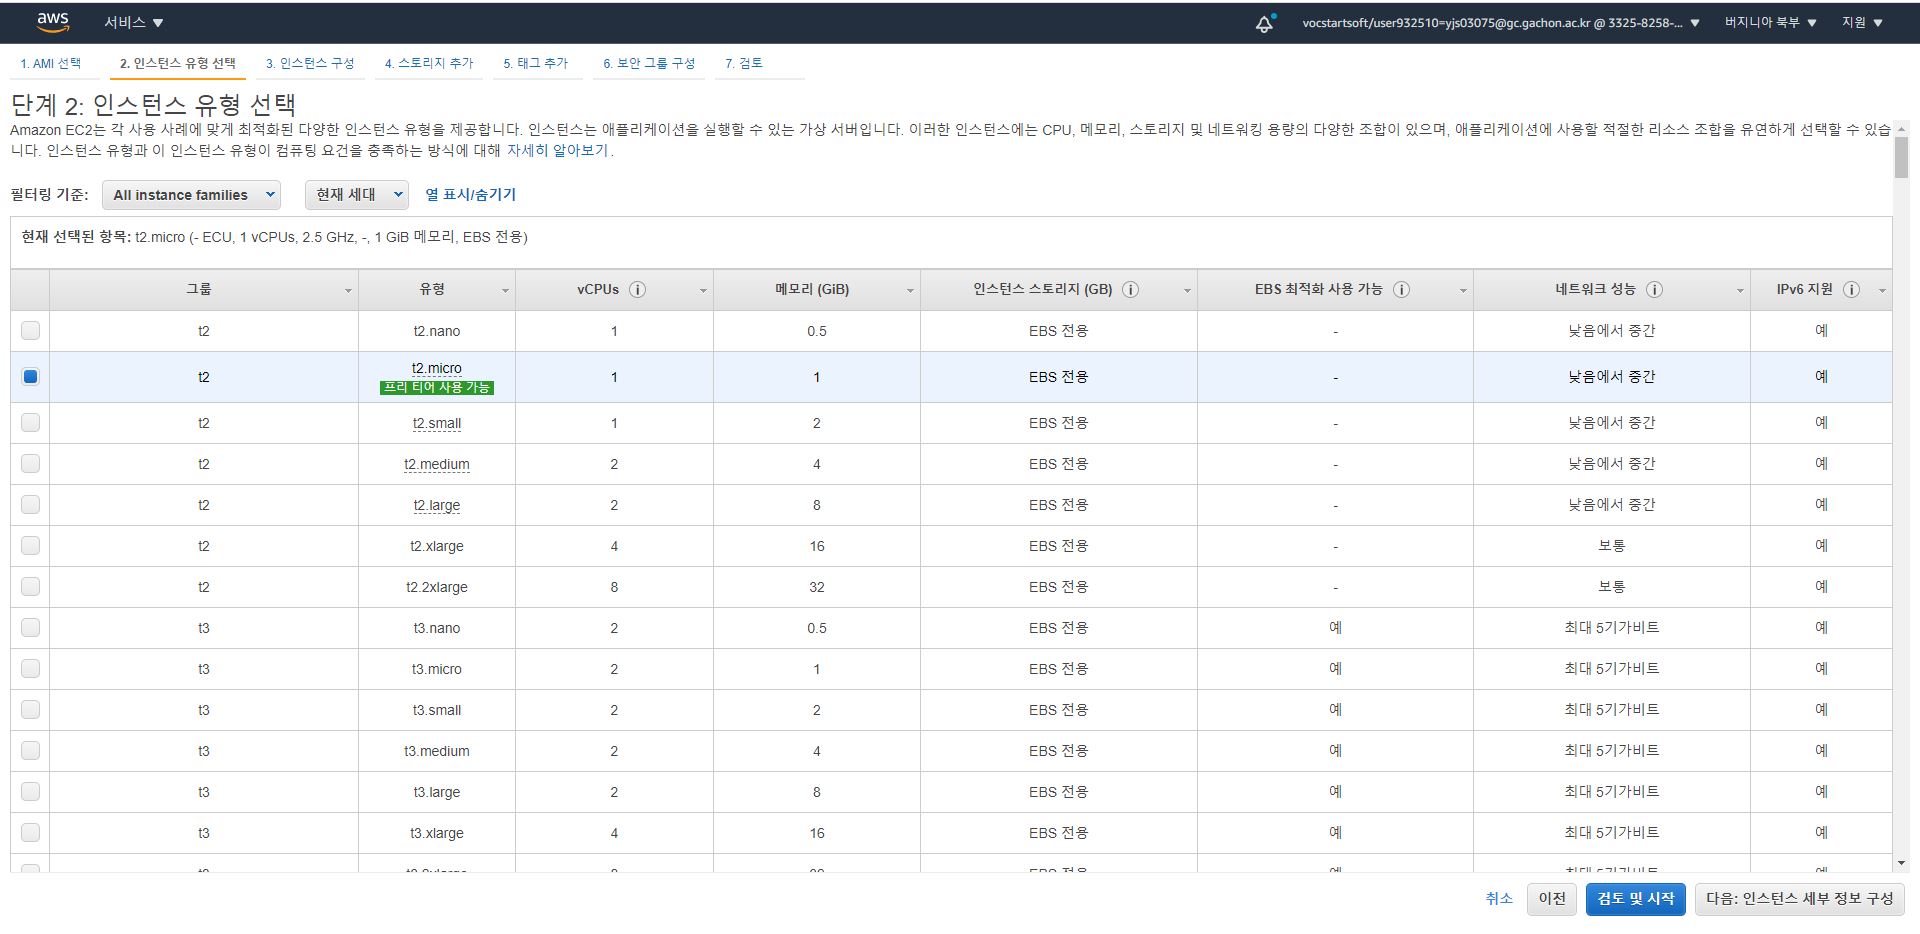 aws 서비스 vocstartsoft/user932510=yjs03075@gc.gachon.ac.kr @ 3325-8258-... 버지니아 북부 지원
1. AMI 선택 2. 인스턴스 유형 선택 3. 인스턴스 구성 4. 스토리지 추가 5. 태그 추가 6. 보안 그룹 구성 7. 검토
단계 2: 인스턴스 유형 선택
Amazon EC2는 각 사용 사례에 맞게 최적화된 다양한 인스턴스 유형을 제공합니다. 인스턴스는 애플리케이션을 실행할 수 있는 가상 서버입니다. 이러한 인스턴스에는 CPU, 메모리, 스토리지 및 네트워킹 용량의 다양한 조합이 있으며, 애플리케이션에 사용할 적절한 리소스 조합을 유연하게 선택할 수 있습
니다. 인스턴스 유형과 이 인스턴스 유형이 컴퓨팅 요건을 충족하는 방식에 대해 자세히 알아보기.
필터링 기준: All instance families 현재 세대 열 표시/숨기기
현재 선택된 항목: t2.micro (- ECU, 1 vCPUs, 2.5 GHz, -, 1 GiB 메모리, EBS 전용)
그룹 유형 vCPUs 메모리 (GiB) 인스턴스 스토리지 (GB) EBS 최적화 사용 가능 네트워크 성능 IPv6 지원
t2 t2.nano 1 0.5 EBS 전용 - 낮음에서 중간 예
t2 t2.micro 1 1 EBS 전용 - 낮음에서 중간 예
프리 티어 사용 가능
t2 t2.small 1 2 EBS 전용 - 낮음에서 중간 예
t2 t2.medium 2 4 EBS 전용 - 낮음에서 중간 예
t2 t2.large 2 8 EBS 전용 - 낮음에서 중간 예
t2 t2.xlarge 4 16 EBS 전용 - 보통 예
t2 t2.2xlarge 8 32 EBS 전용 - 보통 예
t3 t3.nano 2 0.5 EBS 전용 예 최대 5기가비트 예
t3 t3.micro 2 1 EBS 전용 예 최대 5기가비트 예
t3 t3.small 2 2 EBS 전용 예 최대 5기가비트 예
t3 t3.medium 2 4 EBS 전용 예 최대 5기가비트 예
t3 t3.large 2 8 EBS 전용 예 최대 5기가비트 예
t3 t3.xlarge 4 16 EBS 전용 예 최대 5기가비트 예
취소 이전 검토 및 시작 다음: 인스턴스 세부 정보 구성